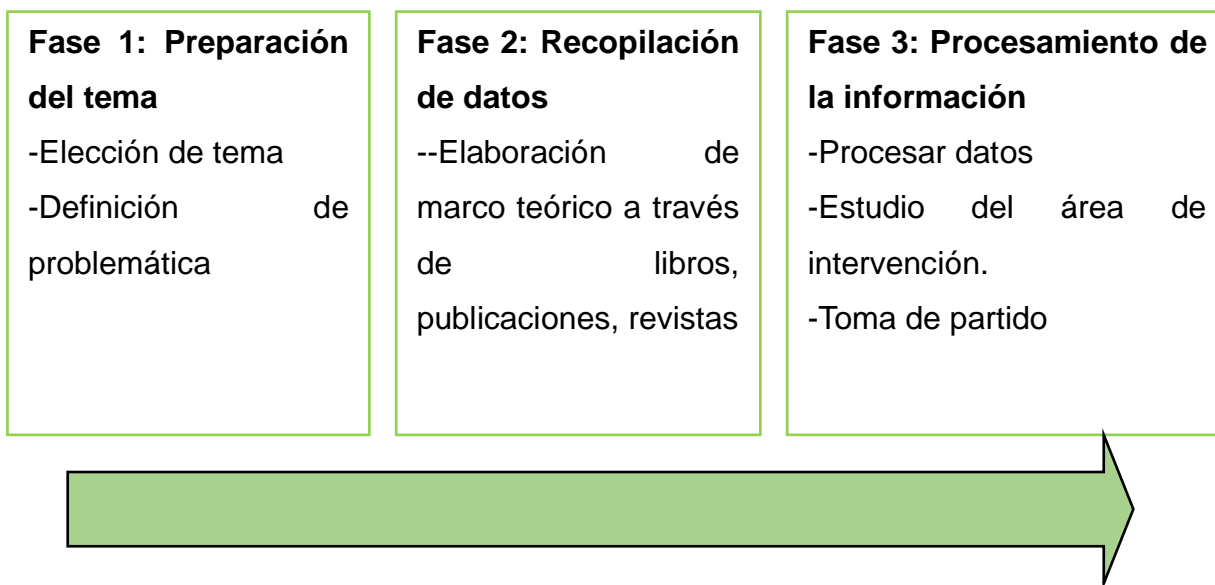 Fase 1: Preparación
del tema
-Elección de tema
-Definición de
problemática
Fase 2: Recopilación
de datos
--Elaboración de
marco teórico a través
de libros,
publicaciones, revistas
Fase 3: Procesamiento de
la información
-Procesar datos
-Estudio del área de
intervención.
-Toma de partido